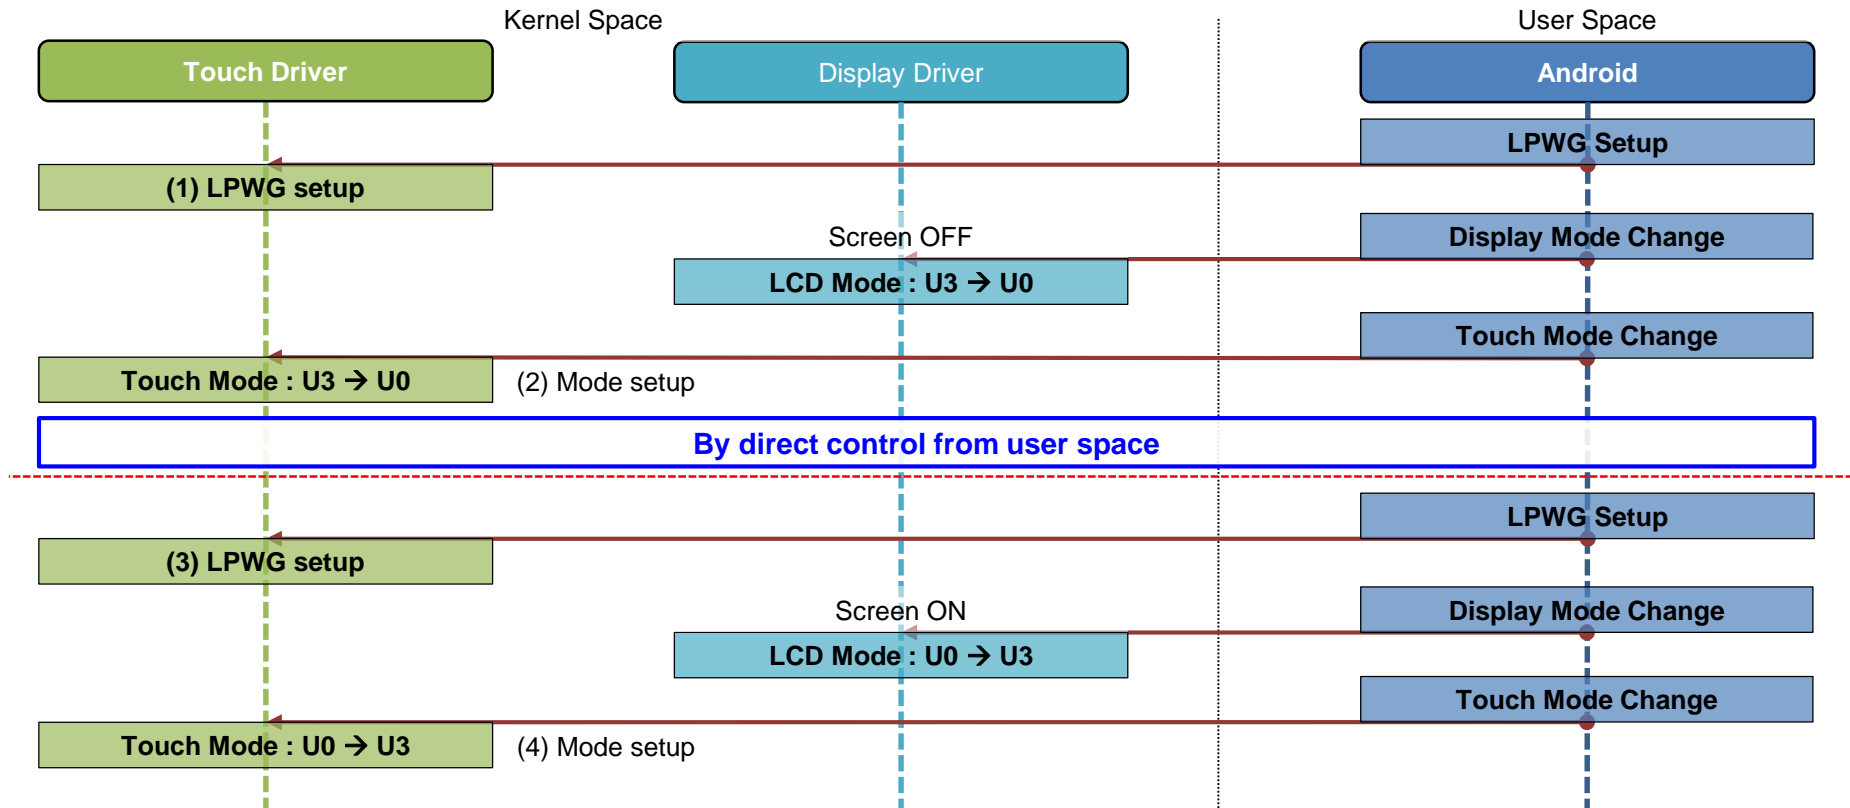 Kernel Space
User Space
Touch Driver
Display Driver
Android
LPWG Setup
(1) LPWG setup
Screen OFF
Display Mode Change
LCD Mode : U3 → U0
Touch Mode Change
Touch Mode : U3 → U0
(2) Mode setup
By direct control from user space
LPWG Setup
(3) LPWG setup
Screen ON
Display Mode Change
LCD Mode : U0 → U3
Touch Mode Change
Touch Mode : U0 → U3
(4) Mode setup